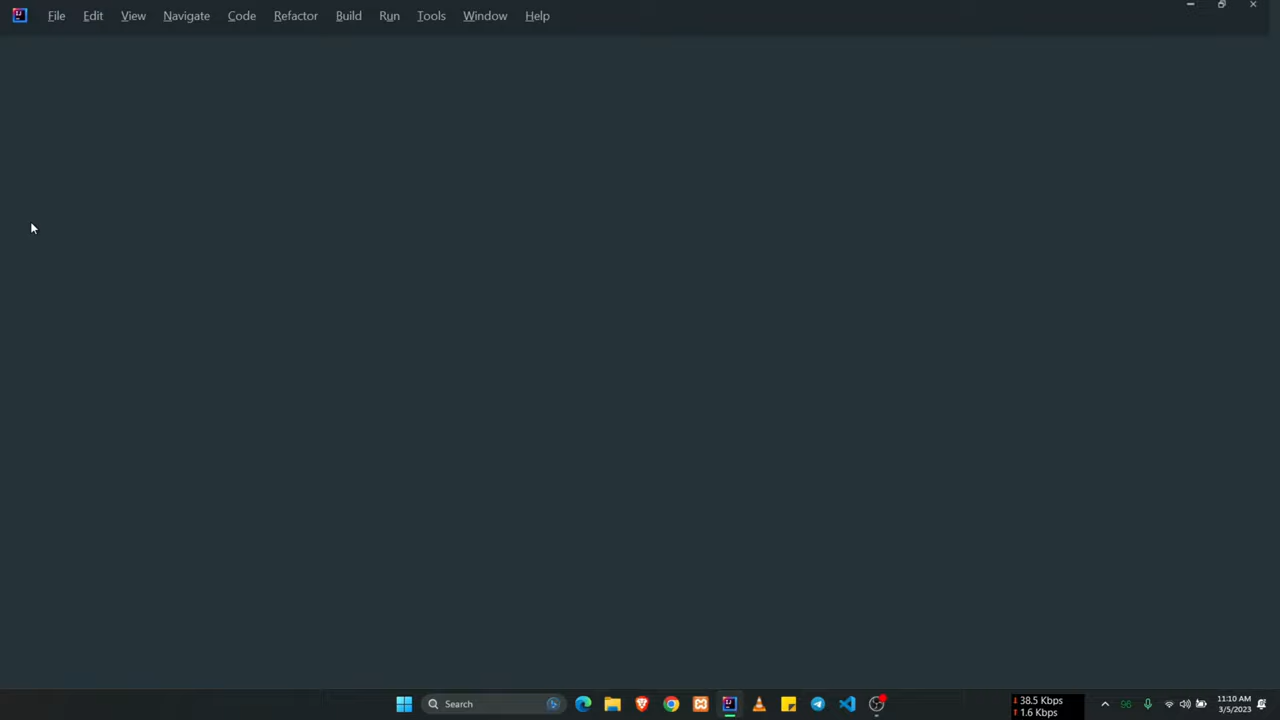 File Edit View Navigate Code Refactor Build Run Tools Window Help
Search
38.5 Kbps
1.6 Kbps
96
11:10 AM
3/5/2023